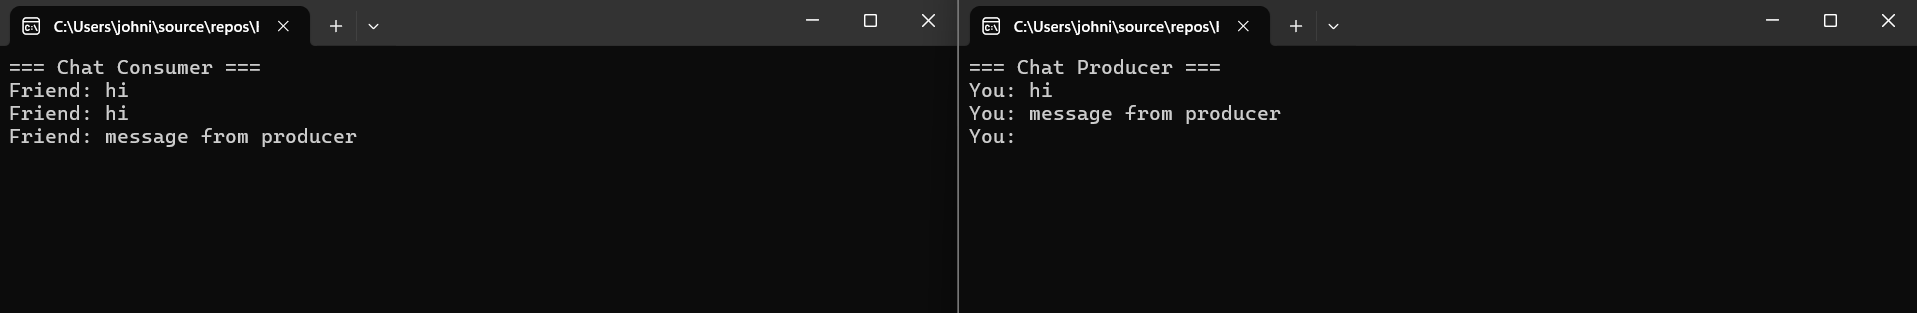 C:\Users\johni\source\repos\I
=== Chat Consumer ===
Friend: hi
Friend: hi
Friend: message from producer
C:\Users\johni\source\repos\I
=== Chat Producer ===
You: hi
You: message from producer
You: